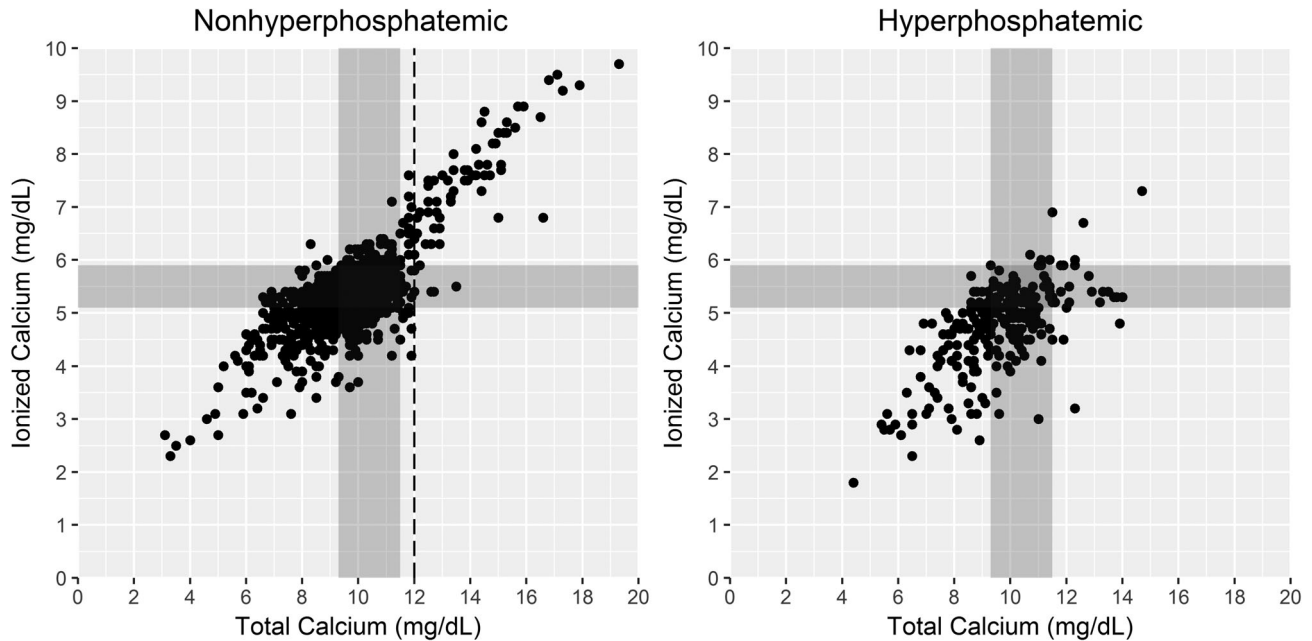 Nonhyperphosphatemic
Hyperphosphatemic
10
9
8
7
6
5
4
3
2
1
0
Ionized Calcium (mg/dL)
0 2 4 6 8 10 12 14 16 18 20
Total Calcium (mg/dL)
10
9
8
7
6
5
4
3
2
1
0
Ionized Calcium (mg/dL)
0 2 4 6 8 10 12 14 16 18 20
Total Calcium (mg/dL)